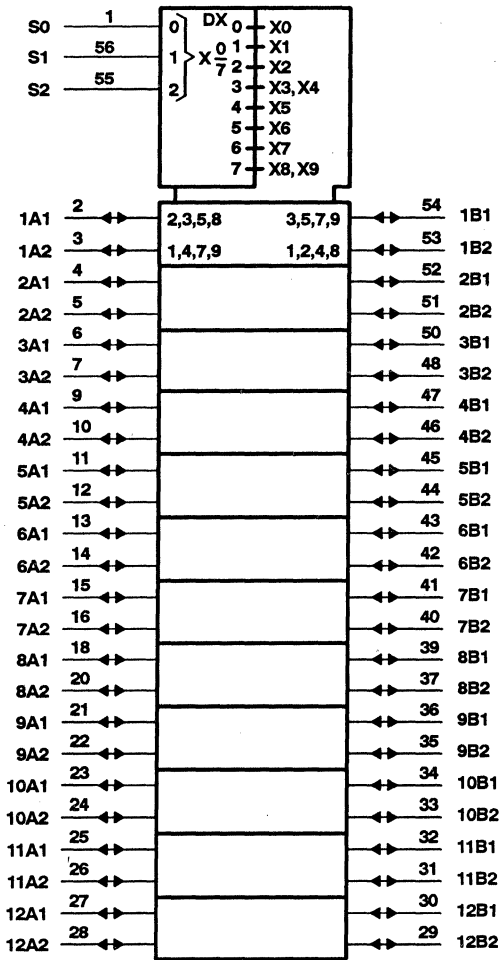 S0 1 0 DX 0 X0
S1 56 1 X 0/7 1 X1
2 X2
S2 55 2 3 X3, X4
4 X5
5 X6
6 X7
7 X8, X9
1A1 2 2,3,5,8 3,5,7,9 54 1B1
1A2 3 1,4,7,9 1,2,4,8 53 1B2
2A1 4 52 2B1
2A2 5 51 2B2
3A1 6 50 3B1
3A2 7 48 3B2
4A1 9 47 4B1
4A2 10 46 4B2
5A1 11 45 5B1
5A2 12 44 5B2
6A1 13 43 6B1
6A2 14 42 6B2
7A1 15 41 7B1
7A2 16 40 7B2
8A1 18 39 8B1
8A2 20 37 8B2
9A1 21 36 9B1
9A2 22 35 9B2
10A1 23 34 10B1
10A2 24 33 10B2
11A1 25 32 11B1
11A2 26 31 11B2
12A1 27 30 12B1
12A2 28 29 12B2